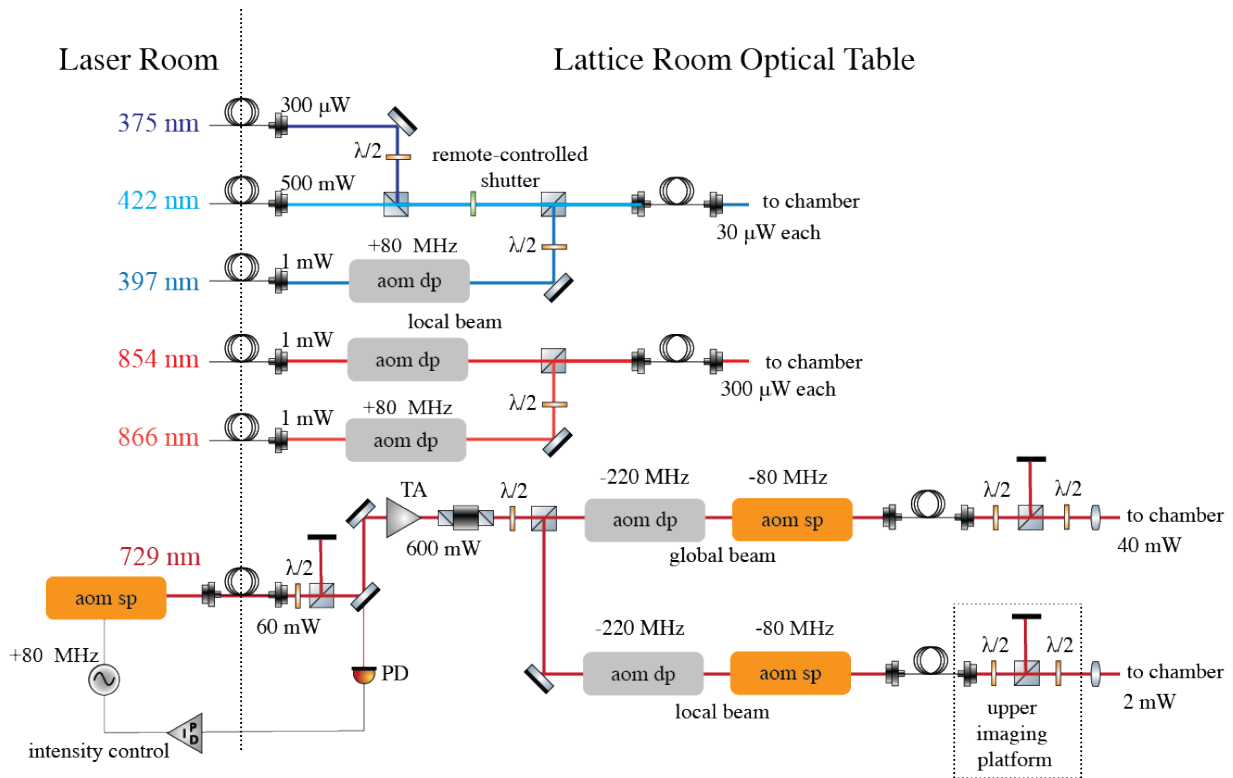 Laser Room
Lattice Room Optical Table
375 nm
300 μW
λ/2
remote-controlled
shutter
422 nm
500 mW
to chamber
30 μW each
397 nm
1 mW
+80 MHz
aom dp
λ/2
local beam
854 nm
1 mW
aom dp
to chamber
300 μW each
λ/2
866 nm
1 mW
+80 MHz
aom dp
729 nm
aom sp
+80 MHz
intensity control
P
I
D
PD
60 mW
λ/2
TA
600 mW
λ/2
-220 MHz
aom dp
-80 MHz
aom sp
global beam
λ/2
λ/2
to chamber
40 mW
-220 MHz
aom dp
-80 MHz
aom sp
local beam
λ/2
λ/2
upper
imaging
platform
to chamber
2 mW